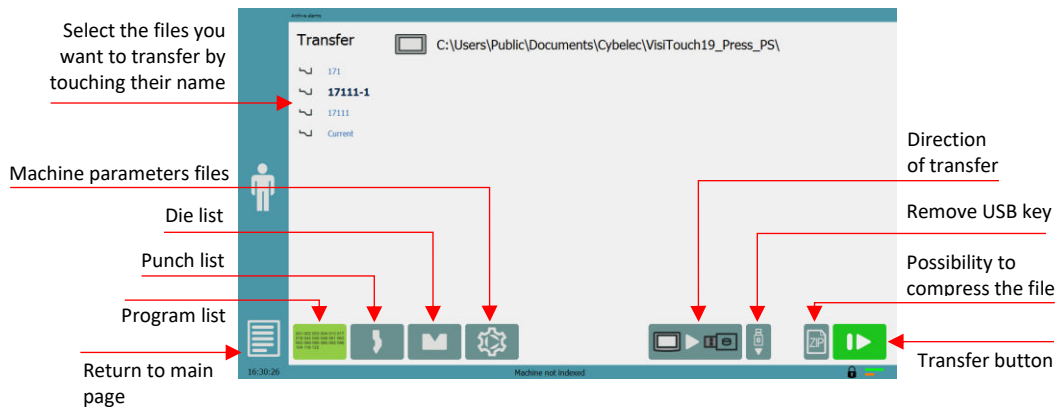 Archive alarms
Select the files you
want to transfer by
touching their name
Transfer
C:\Users\Public\Documents\Cybelec\VisiTouch19_Press_PS\
171
17111-1
17111
Current
Machine parameters files
Die list
Punch list
Program list
Return to main
page
Direction
of transfer
Remove USB key
Possibility to
compress the file
Transfer button
ZIP
16:30:26
Machine not indexed